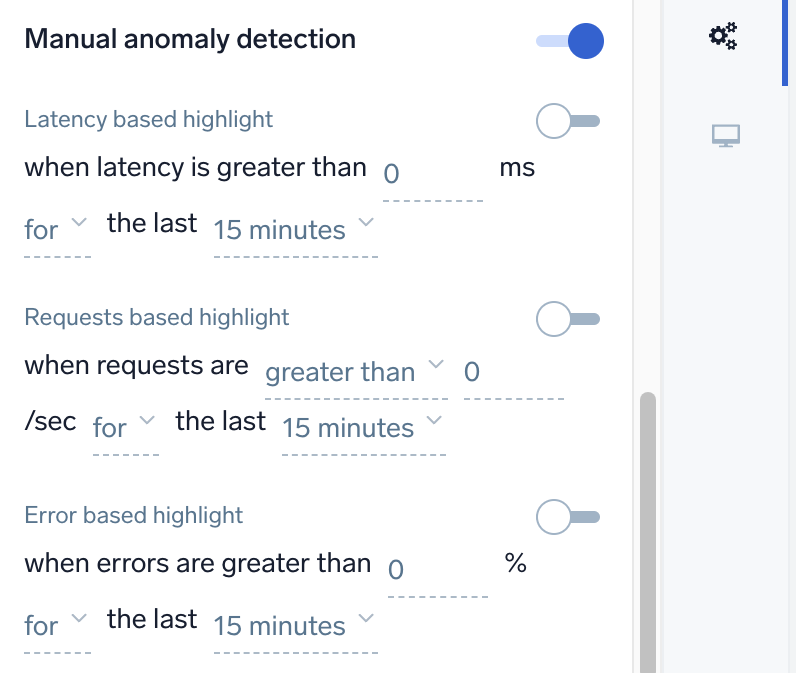 Manual anomaly detection
Latency based highlight
when latency is greater than 0 ms
for the last 15 minutes
Requests based highlight
when requests are greater than 0
/sec for the last 15 minutes
Error based highlight
when errors are greater than 0 %
for the last 15 minutes